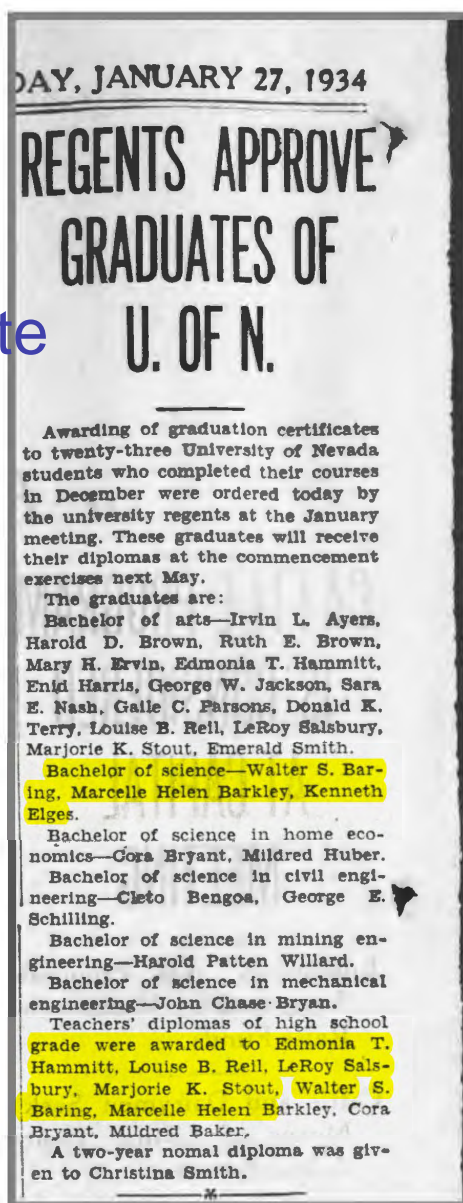 DAY, JANUARY 27, 1934
REGENTS APPROVE
GRADUATES OF
U. OF N.
te
Awarding of graduation certificates
to twenty-three University of Nevada
students who completed their courses
in December were ordered today by
the university regents at the January
meeting. These graduates will receive
their diplomas at the commencement
exercises next May.
The graduates are:
Bachelor of arts—Irvin L. Ayers,
Harold D. Brown, Ruth E. Brown,
Mary H. Ervin, Edmonia T. Hammitt,
Enid Harris, George W. Jackson, Sara
E. Nash, Gaile C. Parsons, Donald K.
Terry, Louise B. Reil, LeRoy Salsbury,
Marjorie K. Stout, Emerald Smith.
Bachelor of science—Walter S. Bar-
ing, Marcelle Helen Barkley, Kenneth
Elges.
Bachelor of science in home eco-
nomics—Cora Bryant, Mildred Huber.
Bachelor of science in civil engi-
neering—Cleto Bengoa, George E.
Schilling.
Bachelor of science in mining en-
gineering—Harold Patten Willard.
Bachelor of science in mechanical
engineering—John Chase Bryan.
Teachers' diplomas of high school
grade were awarded to Edmonia T.
Hammitt, Louise B. Reil, LeRoy Sals-
bury, Marjorie K. Stout, Walter S.
Baring, Marcelle Helen Barkley, Cora
Bryant, Mildred Baker.
A two-year nomal diploma was giv-
en to Christina Smith.